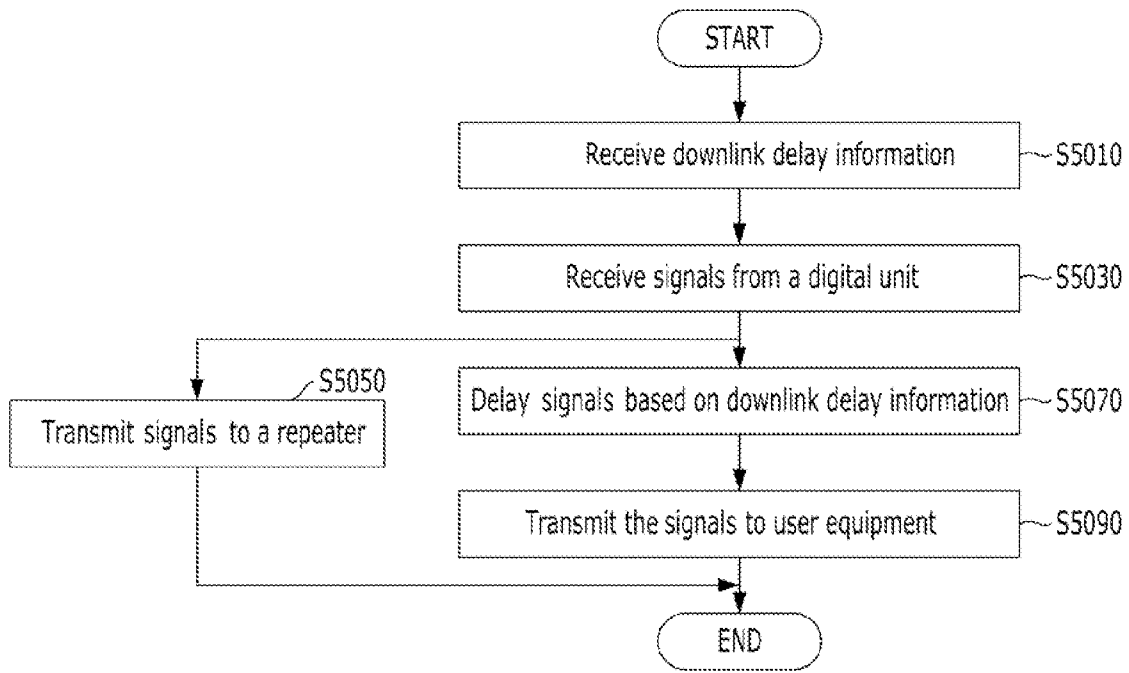 START
Receive downlink delay information
S5010
Receive signals from a digital unit
S5030
S5050
Transmit signals to a repeater
Delay signals based on downlink delay information
S5070
Transmit the signals to user equipment
S5090
END